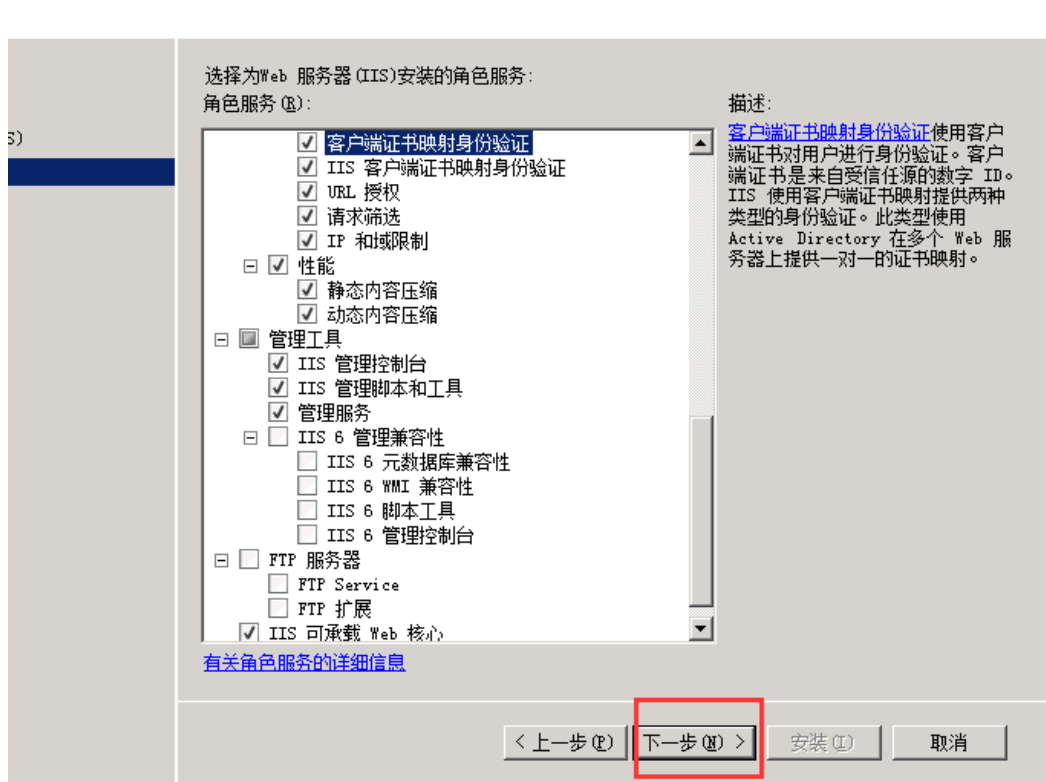 选择为Web 服务器(IIS)安装的角色服务:
角色服务(R):
S)
客户端证书映射身份验证
IIS 客户端证书映射身份验证
URL 授权
请求筛选
IP 和域限制
性能
静态内容压缩
动态内容压缩
管理工具
IIS 管理控制台
IIS 管理脚本和工具
管理服务
IIS 6 管理兼容性
IIS 6 元数据库兼容性
IIS 6 WMI 兼容性
IIS 6 脚本工具
IIS 6 管理控制台
FTP 服务器
FTP Service
FTP 扩展
IIS 可承载 Web 核心
有关角色服务的详细信息
描述:
客户端证书映射身份验证使用客户
端证书对用户进行身份验证。客户
端证书是来自受信任源的数字 ID。
IIS 使用客户端证书映射提供两种
类型的身份验证。此类型使用
Active Directory 在多个 Web 服
务器上提供一对一的证书映射。
< 上一步(P) 下一步(N) > 安装(I) 取消